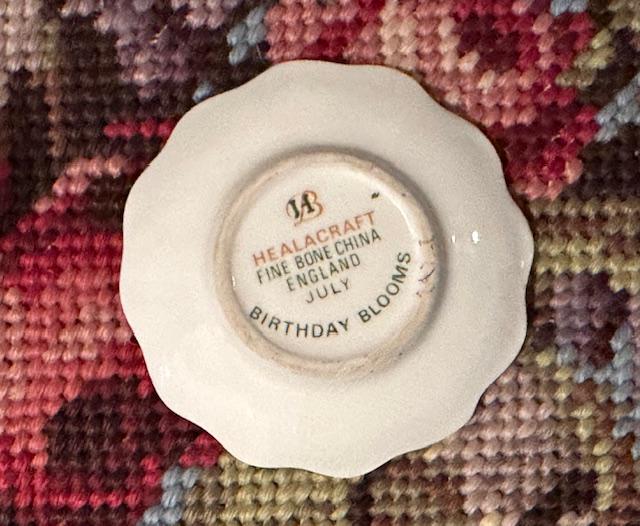 HEALACRAFT
FINE BONE CHINA
ENGLAND
JULY
BIRTHDAY BLOOMS